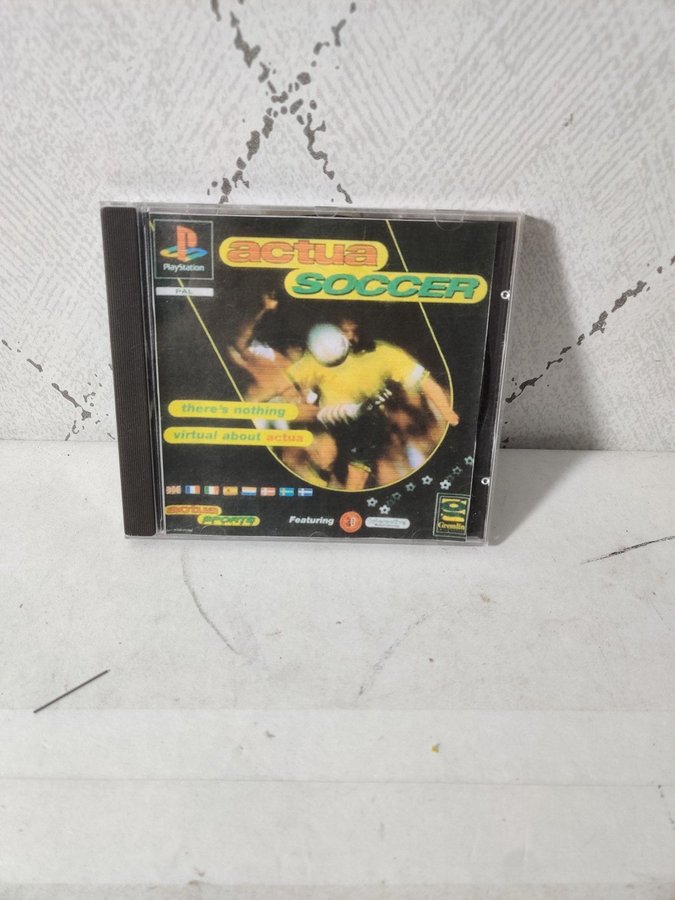 PlayStation
PAL
actua
SOCCER
there's nothing
virtual about actua
actua
SPORTS
Featuring
Gremlin